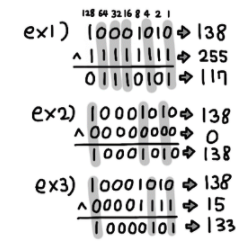 128 64 32 16 8 4 2 1
ex1) 10001010 ⇒ 138
^ 11111111 ⇒ 255
01110101 ⇒ 117
ex2) 10001010 ⇒ 138
^ 00000000 ⇒ 0
10001010 ⇒ 138
ex3) 10001010 ⇒ 138
^ 00001111 ⇒ 15
10000101 ⇒ 133